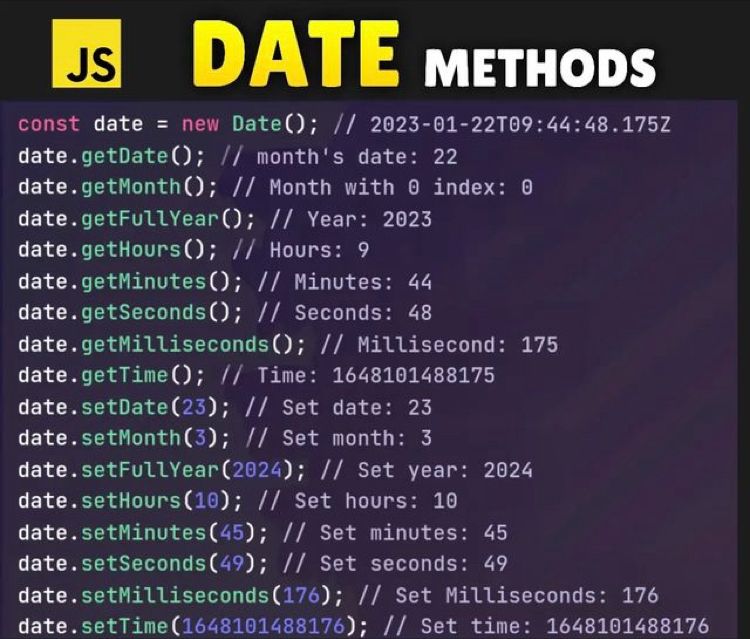 JS DATE METHODS
const date = new Date(); // 2023-01-22T09:44:48.175Z
date.getDate(); // month's date: 22
date.getMonth(); // Month with 0 index: 0
date.getFullYear(); // Year: 2023
date.getHours(); // Hours: 9
date.getMinutes(); // Minutes: 44
date.getSeconds(); // Seconds: 48
date.getMilliseconds(); // Millisecond: 175
date.getTime(); // Time: 1648101488175
date.setDate(23); // Set date: 23
date.setMonth(3); // Set month: 3
date.setFullYear(2024); // Set year: 2024
date.setHours(10); // Set hours: 10
date.setMinutes(45); // Set minutes: 45
date.setSeconds(49); // Set seconds: 49
date.setMilliseconds(176); // Set Milliseconds: 176
date.setTime(1648101488176); // Set time: 1648101488176